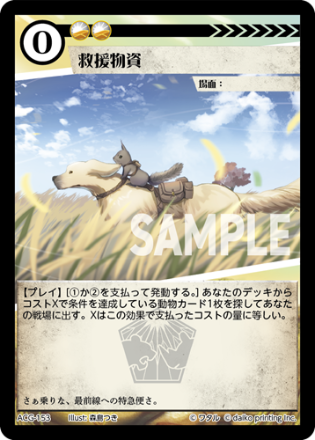 0
救援物資
場面：
SAMPLE
【プレイ】[①か②を支払って発動する。]あなたのデッキから
コストXで条件を達成している動物カード1枚を探してあなた
の戦場に出す。Xはこの効果で支払ったコストの量に等しい。
さぁ乗りな、最前線への特急便さ。
ACG-153 Illust: 森島つき © ワタル © daiko printing inc.